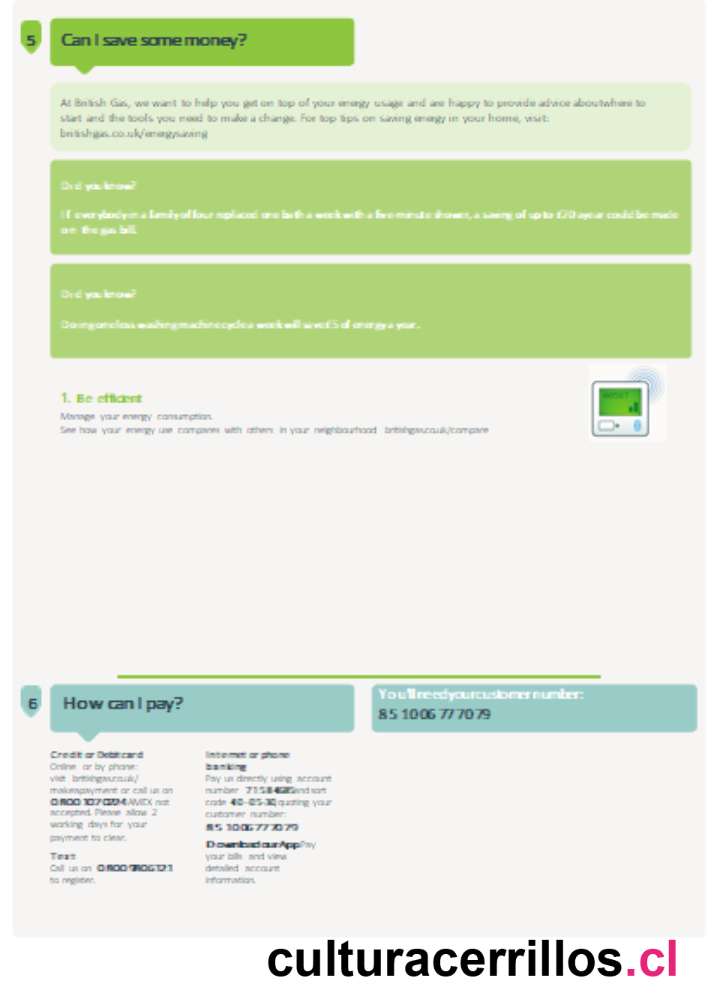 5
Can I save some money?
At British Gas, we want to help you get on top of your energy usage and are happy to provide advice aboutwhere to
start and the tools you need to make a change. For top tips on saving energy in your home, visit:
britishgas.co.uk/energysaving
Did you know?
If everybody in a family of four replaced one bath a week with a five minute shower, a saving of up to £20 a year could be made
on the gas bill.
Did you know?
Doing one less washing machine cycle a week will save £5 of energy a year.
1. Be efficient
Manage your energy consumption.
See how your energy use compares with others in your neighbourhood britishgas.co.uk/compare
6
How can I pay?
You'll need your customer number:
85 1006 777079
Credit or Debit card
Online or by phone:
visit britishgas.co.uk/
makeapayment or call us on
0800 107 0224 AMEX not
accepted. Please allow 2
working days for your
payment to clear.
Text
Call us on 0800 9806121
to register.
Internet or phone
banking
Pay us directly using account
number and sort
code 40-05-30, quoting your
customer number:
85 1006 777079
Download our App Pay
your bills and view
detailed account
information.
culturacerrillos.cl